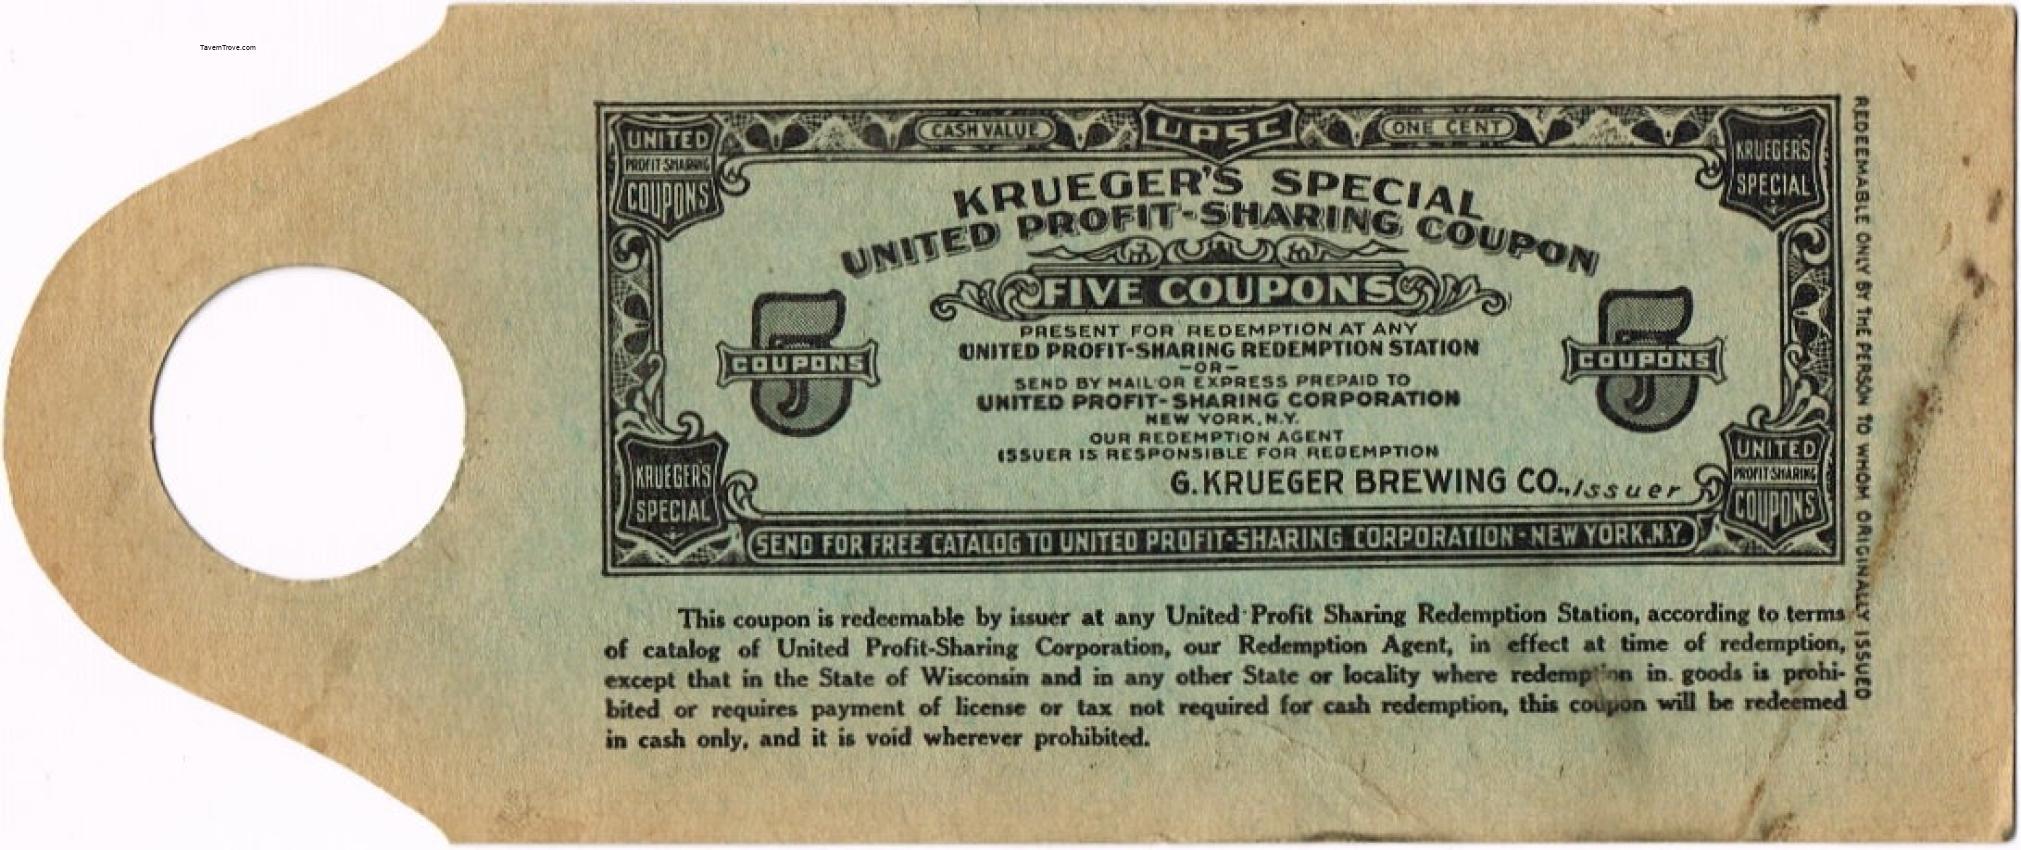 TavernTrove.com
CASH VALUE UPSC ONE CENT
UNITED
PROFIT-SHARING
COUPONS
KRUEGER'S
SPECIAL
KRUEGER'S SPECIAL
UNITED PROFIT-SHARING COUPON
FIVE COUPONS
5
COUPONS
5
COUPONS
PRESENT FOR REDEMPTION AT ANY
UNITED PROFIT-SHARING REDEMPTION STATION
-OR-
SEND BY MAIL OR EXPRESS PREPAID TO
UNITED PROFIT-SHARING CORPORATION
NEW YORK, N.Y.
OUR REDEMPTION AGENT
ISSUER IS RESPONSIBLE FOR REDEMPTION
G. KRUEGER BREWING CO., Issuer
KRUEGER'S
SPECIAL
UNITED
PROFIT-SHARING
COUPONS
SEND FOR FREE CATALOG TO UNITED PROFIT-SHARING CORPORATION-NEW YORK.N.Y.
REDEEMABLE ONLY BY THE PERSON TO WHOM ORIGINALLY ISSUED
This coupon is redeemable by issuer at any United Profit Sharing Redemption Station, according to terms
of catalog of United Profit-Sharing Corporation, our Redemption Agent, in effect at time of redemption,
except that in the State of Wisconsin and in any other State or locality where redemption in goods is prohi-
bited or requires payment of license or tax not required for cash redemption, this coupon will be redeemed
in cash only, and it is void wherever prohibited.